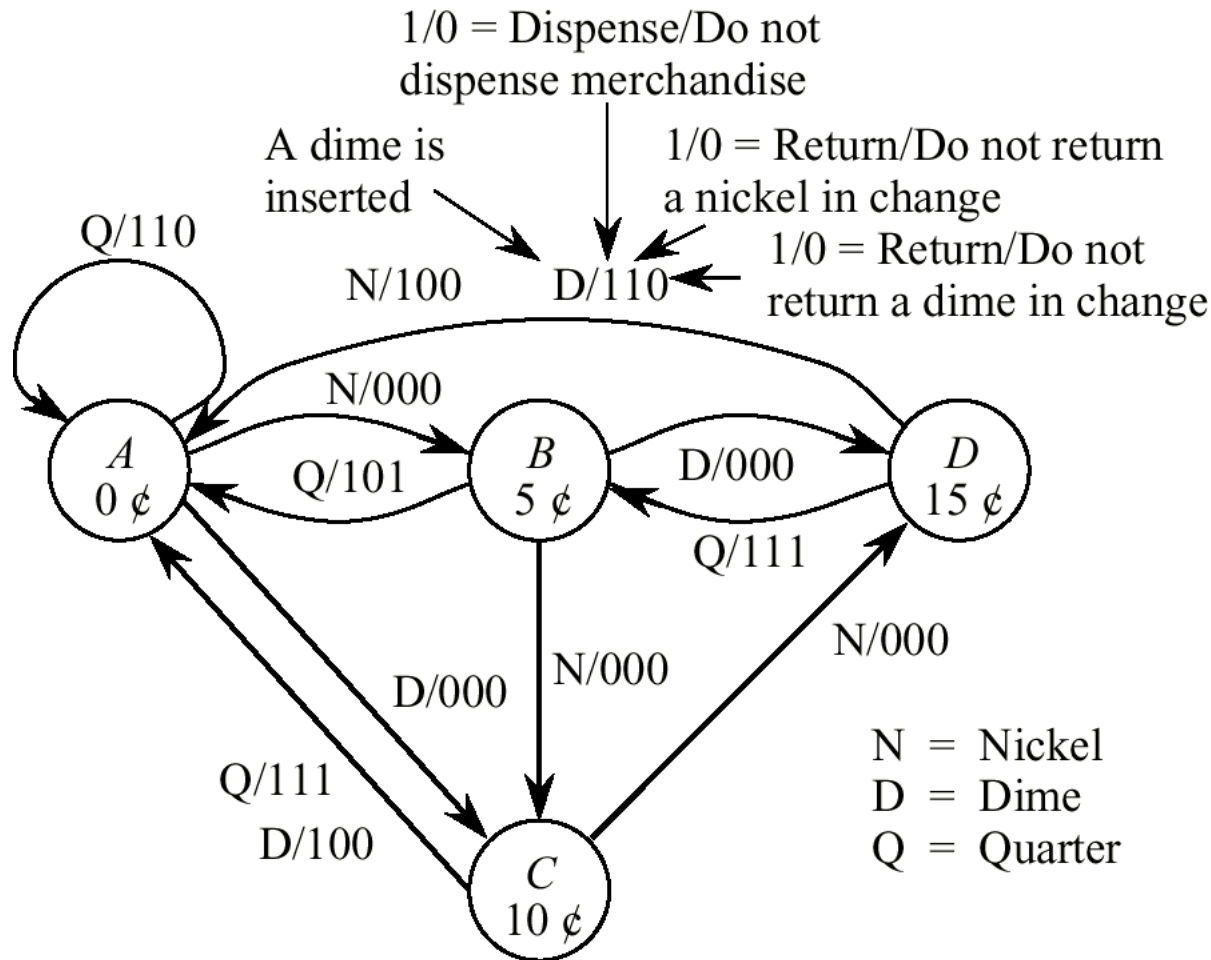 1/0 = Dispense/Do not
dispense merchandise
A dime is
inserted
1/0 = Return/Do not return
a nickel in change
1/0 = Return/Do not
return a dime in change
Q/110
N/100
D/110
N/000
A
0 ¢
Q/101
B
5 ¢
D/000
D
15 ¢
Q/111
N/000
D/000
N/000
Q/111
D/100
C
10 ¢
N = Nickel
D = Dime
Q = Quarter